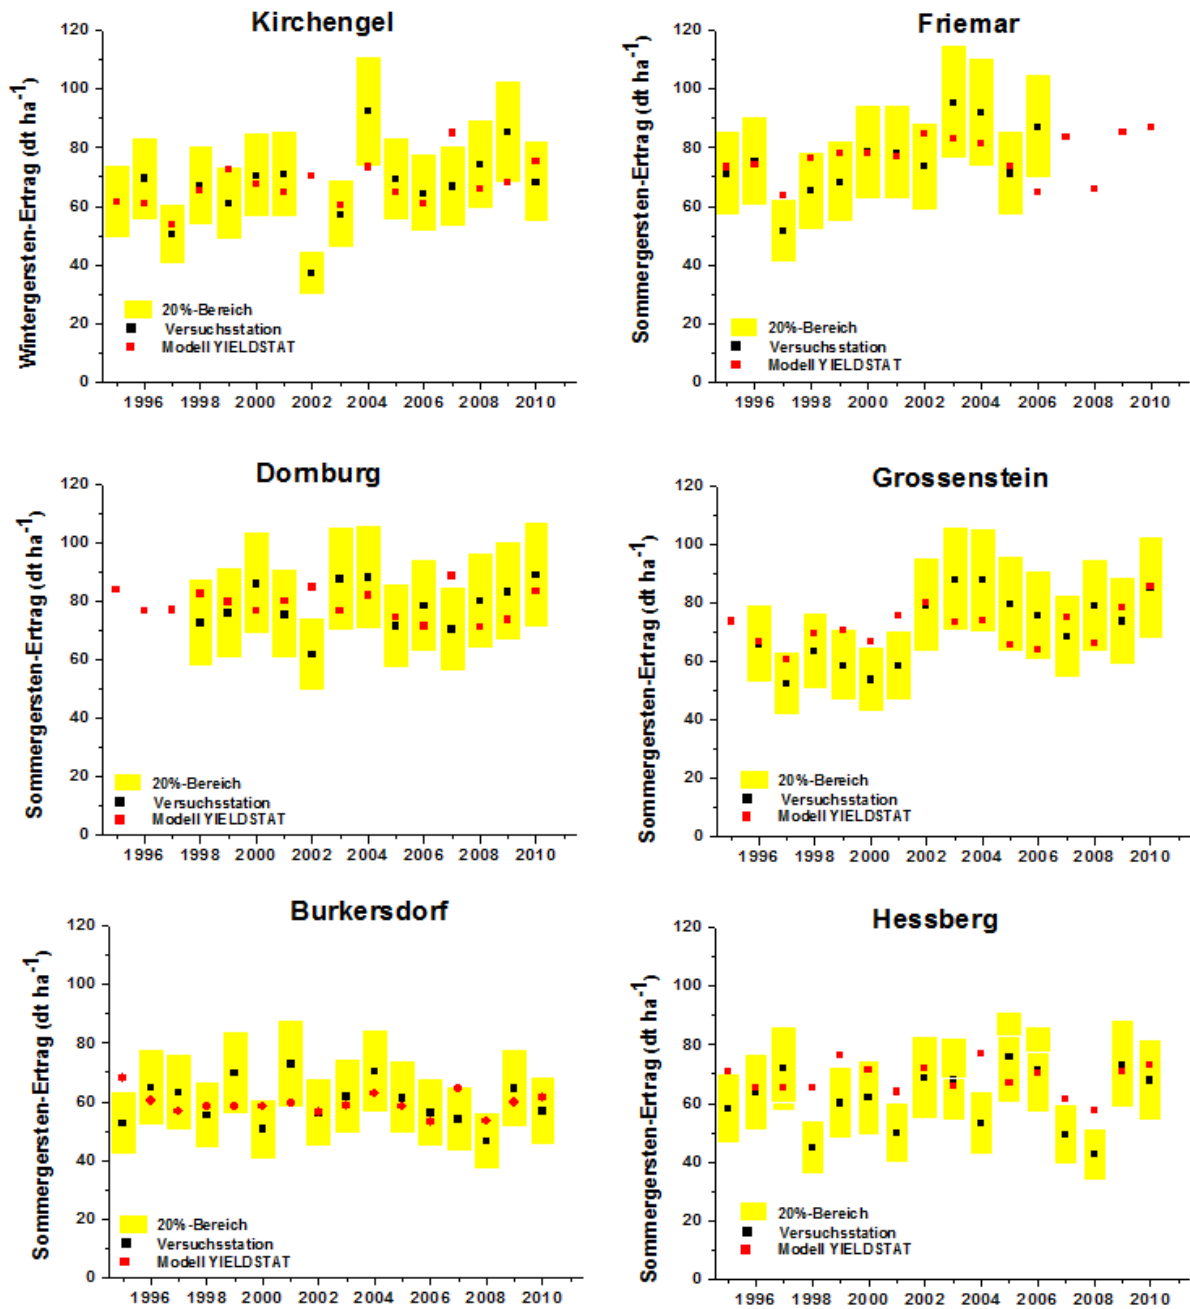 Kirchengel
Wintergersten-Ertrag (dt ha⁻¹)
120
100
80
60
40
20
0
20%-Bereich
Versuchsstation
Modell YIELDSTAT
1996 1998 2000 2002 2004 2006 2008 2010
Friemar
Sommergersten-Ertrag (dt ha⁻¹)
120
100
80
60
40
20
0
20%-Bereich
Versuchsstation
Modell YIELDSTAT
1996 1998 2000 2002 2004 2006 2008 2010
Dornburg
Sommergersten-Ertrag (dt ha⁻¹)
120
100
80
60
40
20
0
20%-Bereich
Versuchsstation
Modell YIELDSTAT
1996 1998 2000 2002 2004 2006 2008 2010
Grossenstein
Sommergersten-Ertrag (dt ha⁻¹)
120
100
80
60
40
20
0
20%-Bereich
Versuchsstation
Modell YIELDSTAT
1996 1998 2000 2002 2004 2006 2008 2010
Burkersdorf
Sommergersten-Ertrag (dt ha⁻¹)
120
100
80
60
40
20
0
20%-Bereich
Versuchsstation
Modell YIELDSTAT
1996 1998 2000 2002 2004 2006 2008 2010
Hessberg
Sommergersten-Ertrag (dt ha⁻¹)
120
100
80
60
40
20
0
20%-Bereich
Versuchsstation
Modell YIELDSTAT
1996 1998 2000 2002 2004 2006 2008 2010